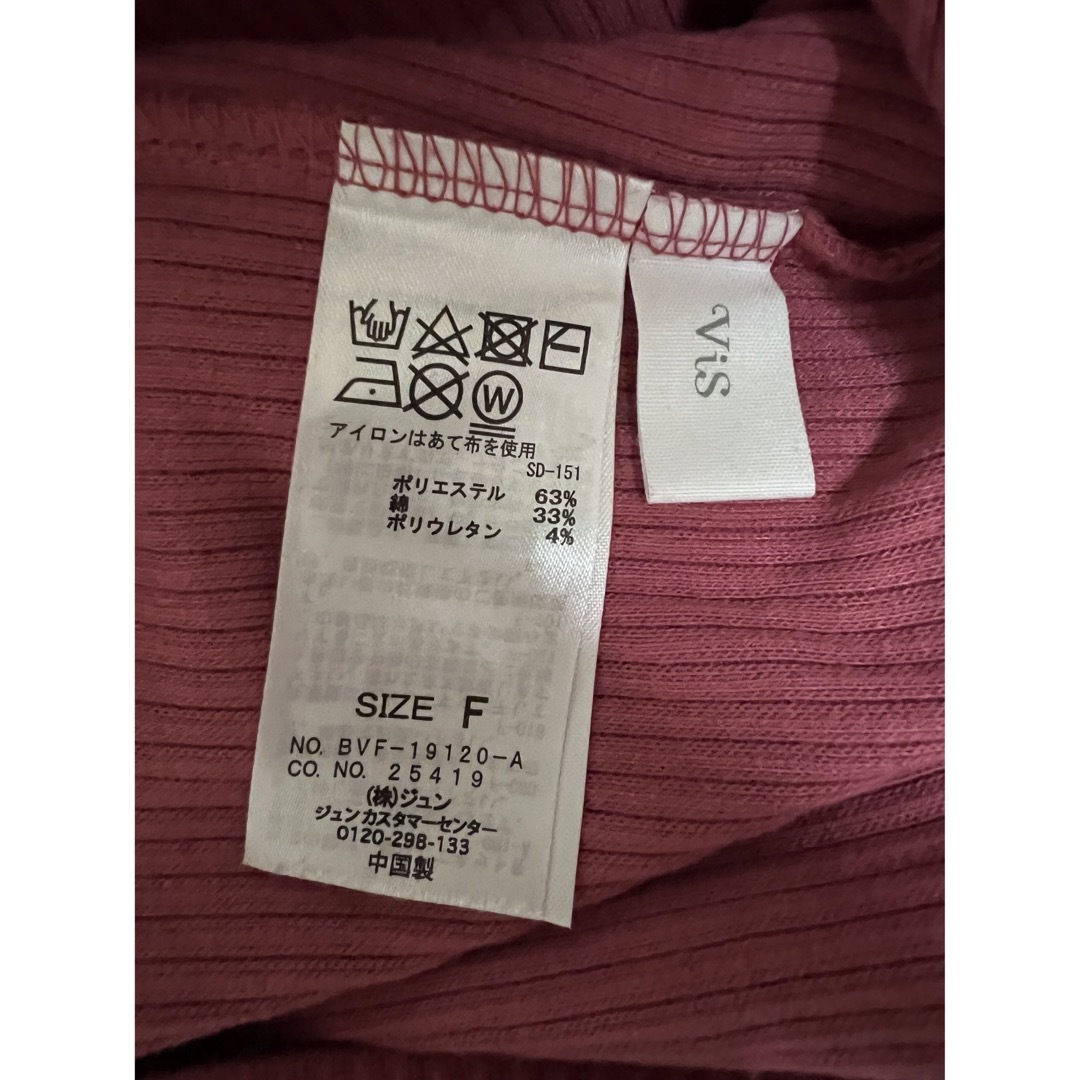 ViS
W
アイロンはあて布を使用
SD-151
ポリエステル 63%
綿 33%
ポリウレタン 4%
SIZE F
NO. BVF-19120-A
CO. NO. 25419
(株)ジュン
ジュンカスタマーセンター
0120-298-133
中国製